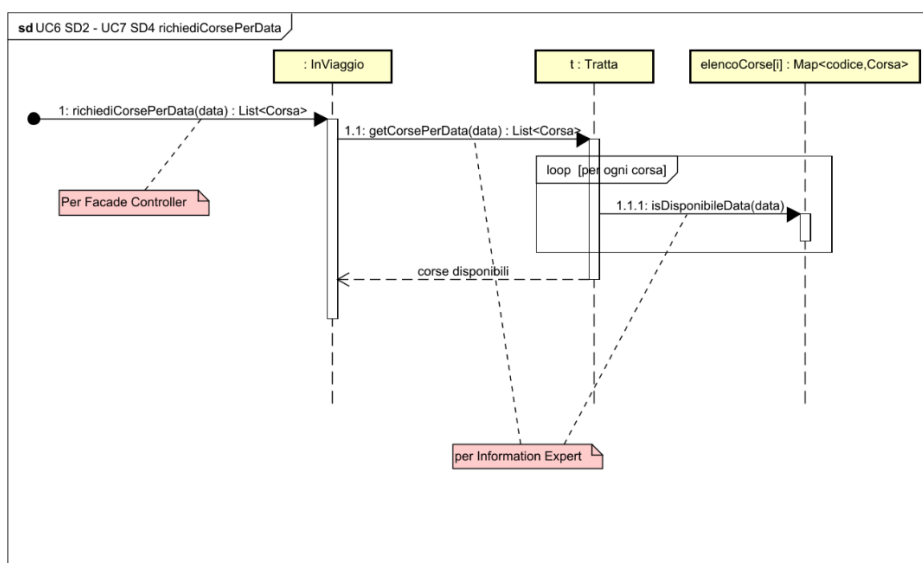 sd UC6 SD2 - UC7 SD4 richiediCorsePerData
: InViaggio
t : Tratta
elencoCorse[i] : Map<codice,Corsa>
1: richiediCorsePerData(data) : List<Corsa>
1.1: getCorsePerData(data) : List<Corsa>
loop [per ogni corsa]
Per Facade Controller
1.1.1: isDisponibileData(data)
corse disponibili
per Information Expert